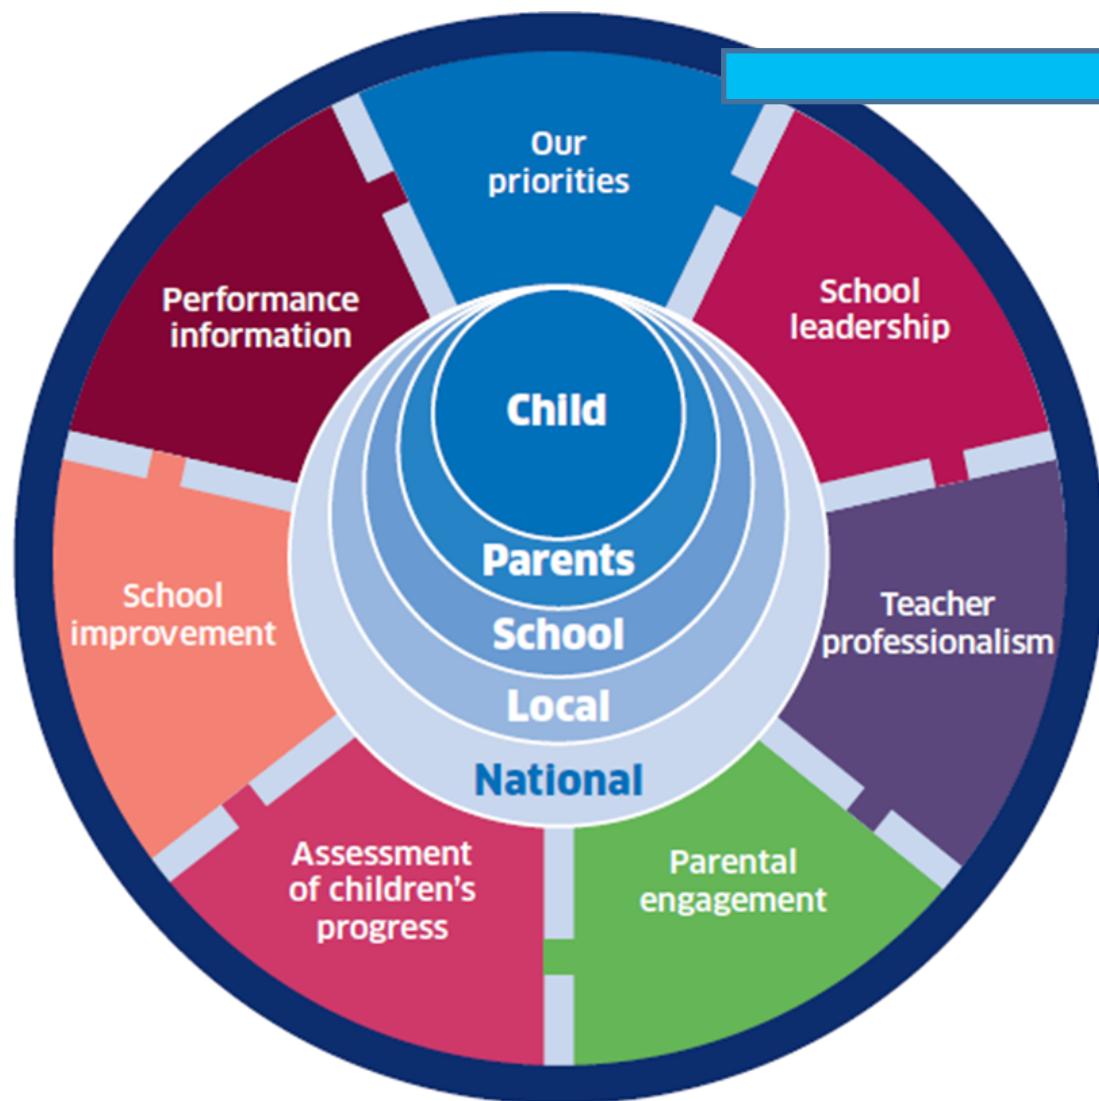 Our
priorities
School
leadership
Teacher
professionalism
Parental
engagement
Assessment
of children's
progress
School
improvement
Performance
information
Child
Parents
School
Local
National